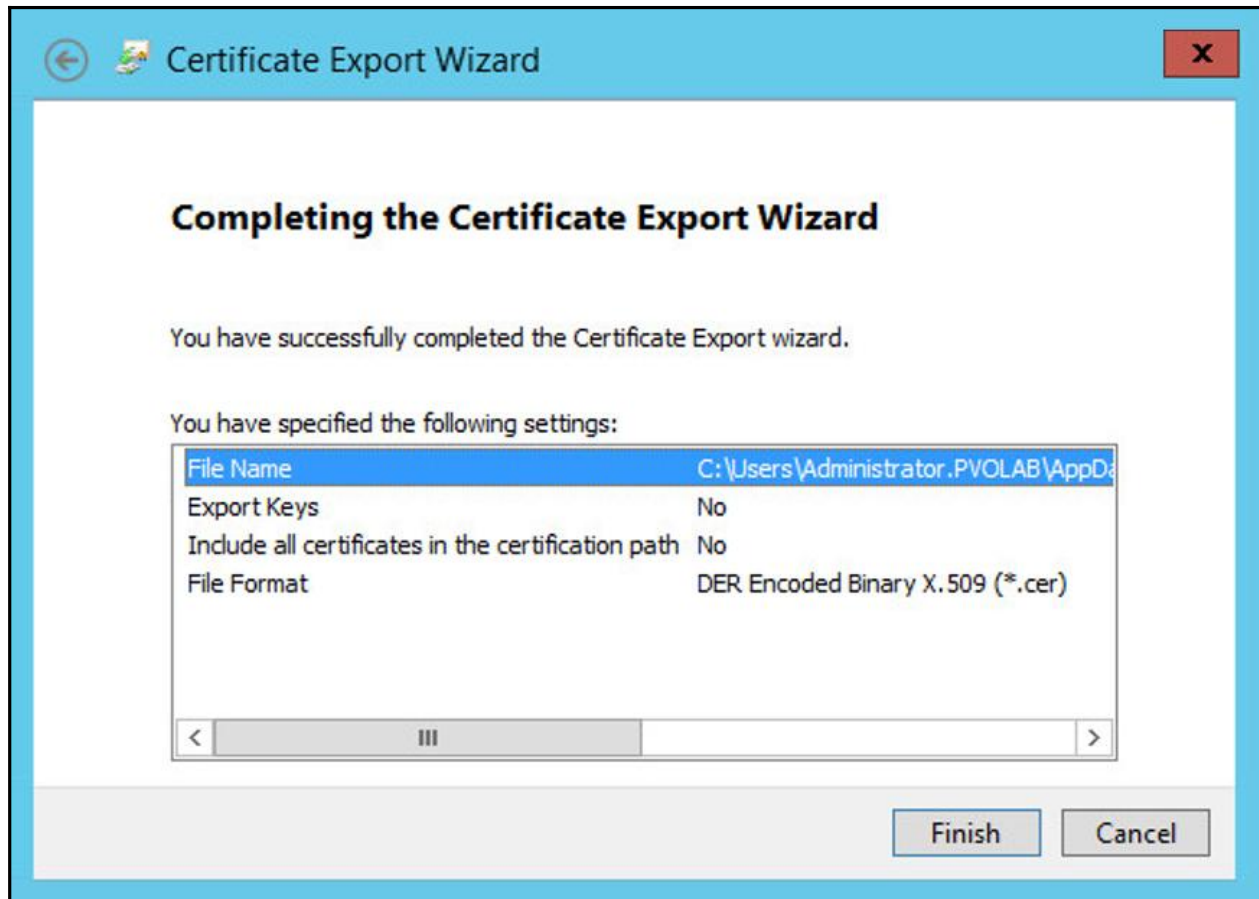 Certificate Export Wizard
Completing the Certificate Export Wizard
You have successfully completed the Certificate Export wizard.
You have specified the following settings:
File Name C:\Users\Administrator.PVOLAB\AppDa
Export Keys No
Include all certificates in the certification path No
File Format DER Encoded Binary X.509 (*.cer)
Finish Cancel